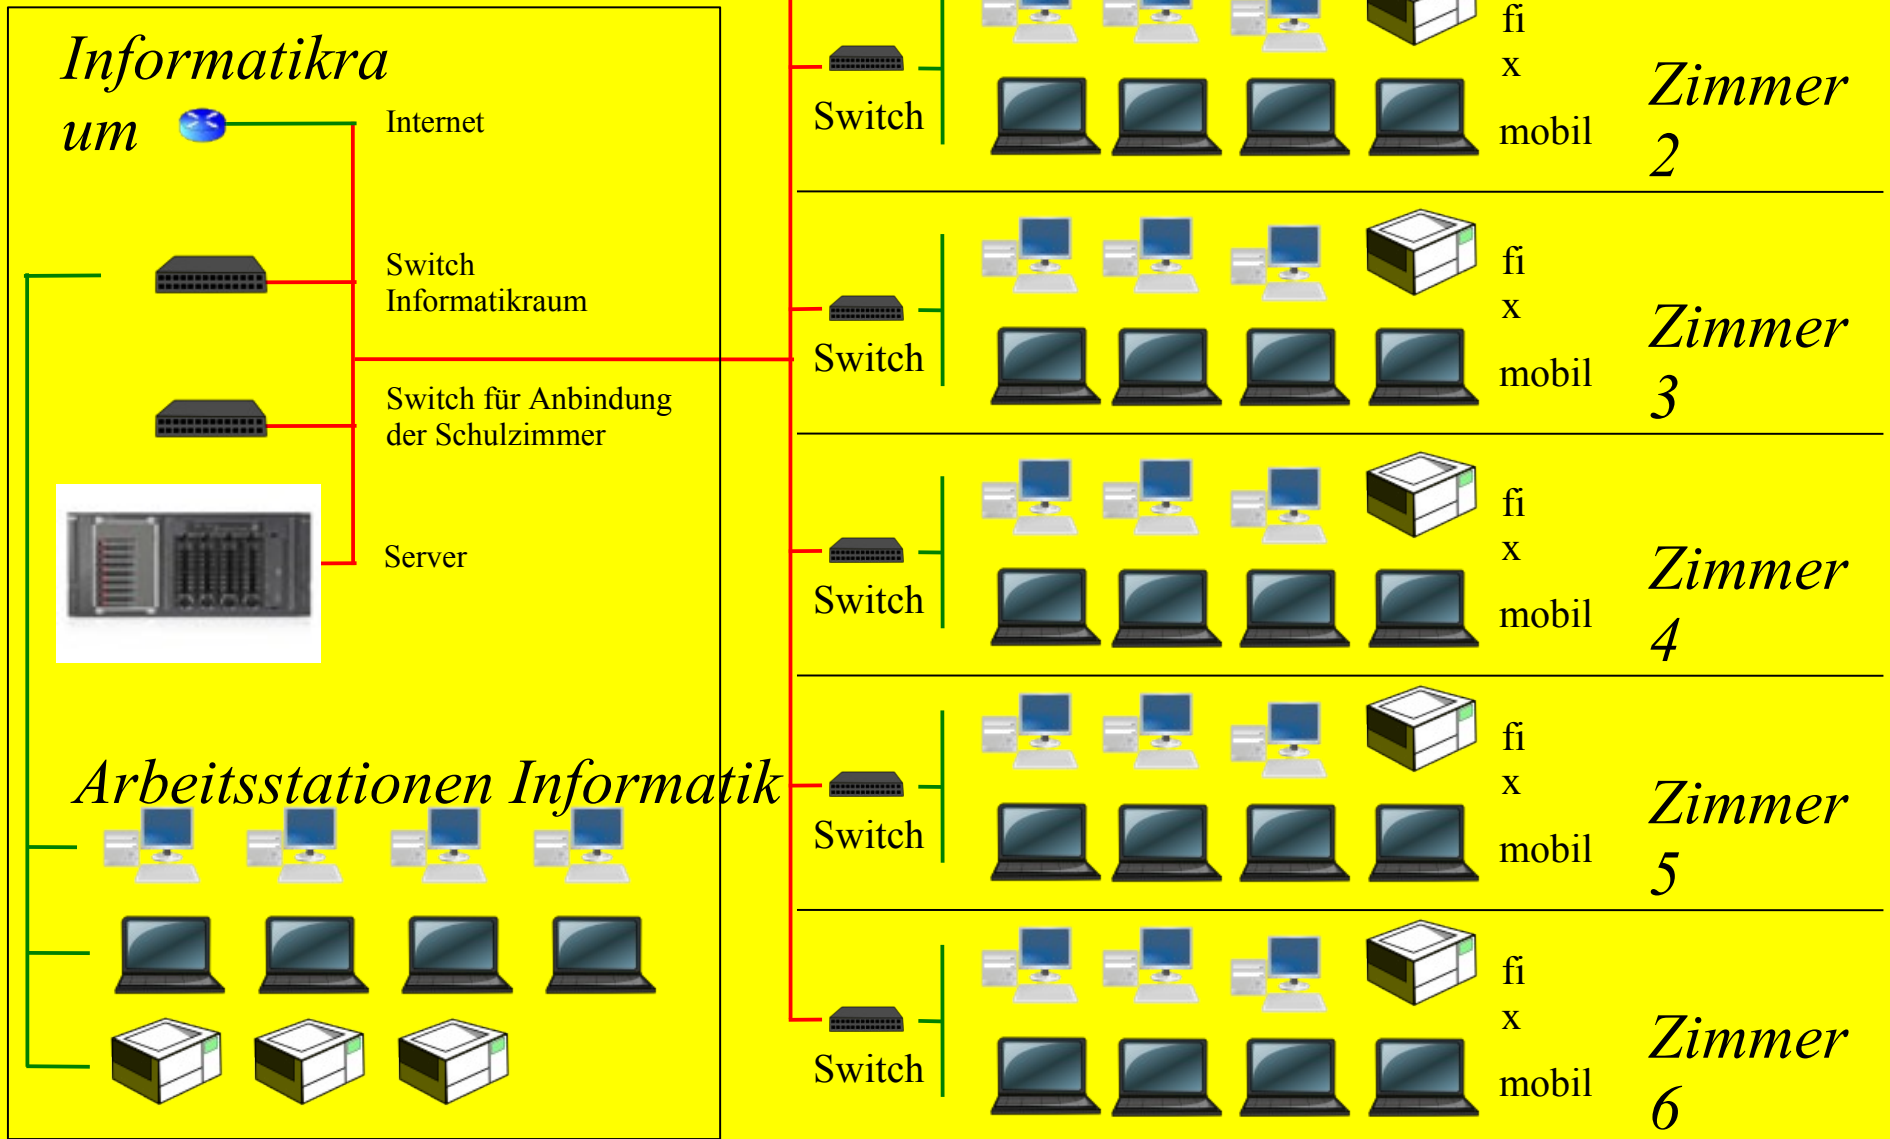 Informatikra
um
Internet
Switch
Informatikraum
Switch für Anbindung
der Schulzimmer
Server
Arbeitsstationen Informatik
Switch
fi
x
mobil
Zimmer
2
Switch
fi
x
mobil
Zimmer
3
Switch
fi
x
mobil
Zimmer
4
Switch
fi
x
mobil
Zimmer
5
Switch
fi
x
mobil
Zimmer
6